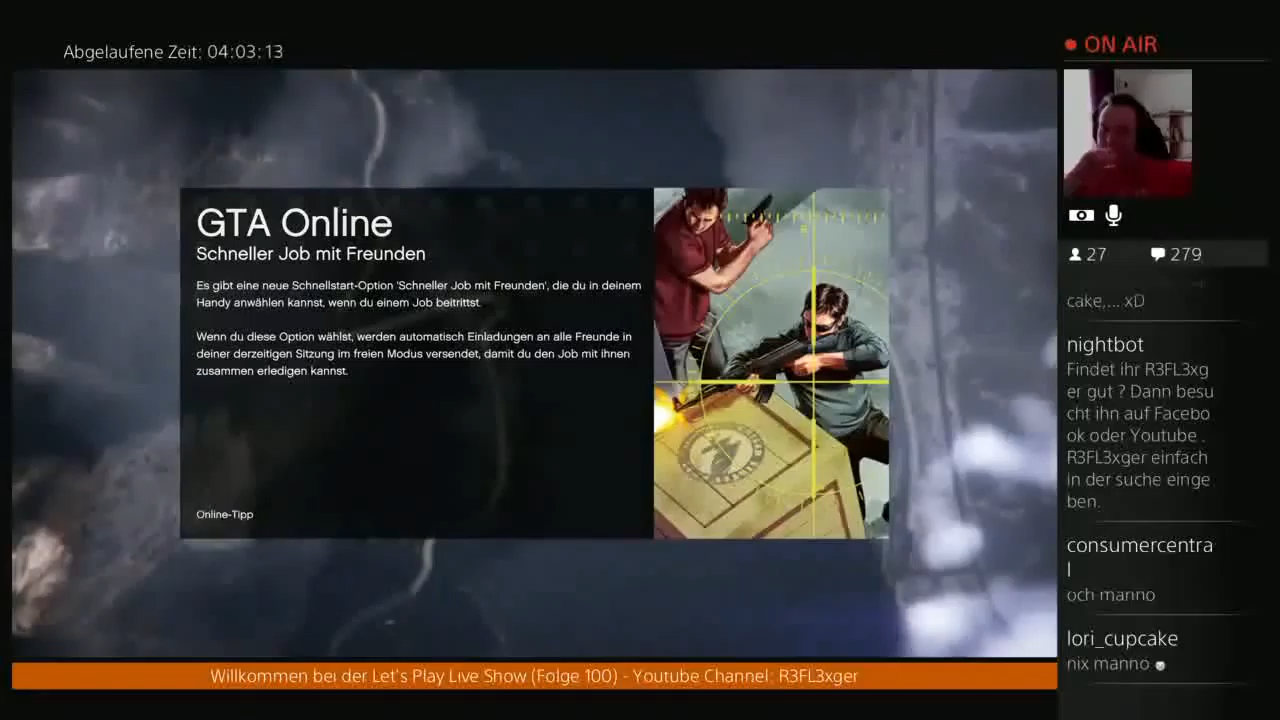 Abgelaufene Zeit: 04:03:13
ON AIR
GTA Online
Schneller Job mit Freunden
Es gibt eine neue Schnellstart-Option 'Schneller Job mit Freunden', die du in deinem
Handy anwählen kannst, wenn du einem Job beitrittst.
Wenn du diese Option wählst, werden automatisch Einladungen an alle Freunde in
deiner derzeitigen Sitzung im freien Modus versendet, damit du den Job mit ihnen
zusammen erledigen kannst.
Online-Tipp
27 279
cake,... xD
nightbot
Findet ihr R3FL3xg
er gut ? Dann besu
cht ihn auf Facebo
ok oder Youtube .
R3FL3xger einfach
in der suche einge
ben.
consumercentra
l
och manno
lori_cupcake
nix manno
Willkommen bei der Let's Play Live Show (Folge 100) - Youtube Channel: R3FL3xger